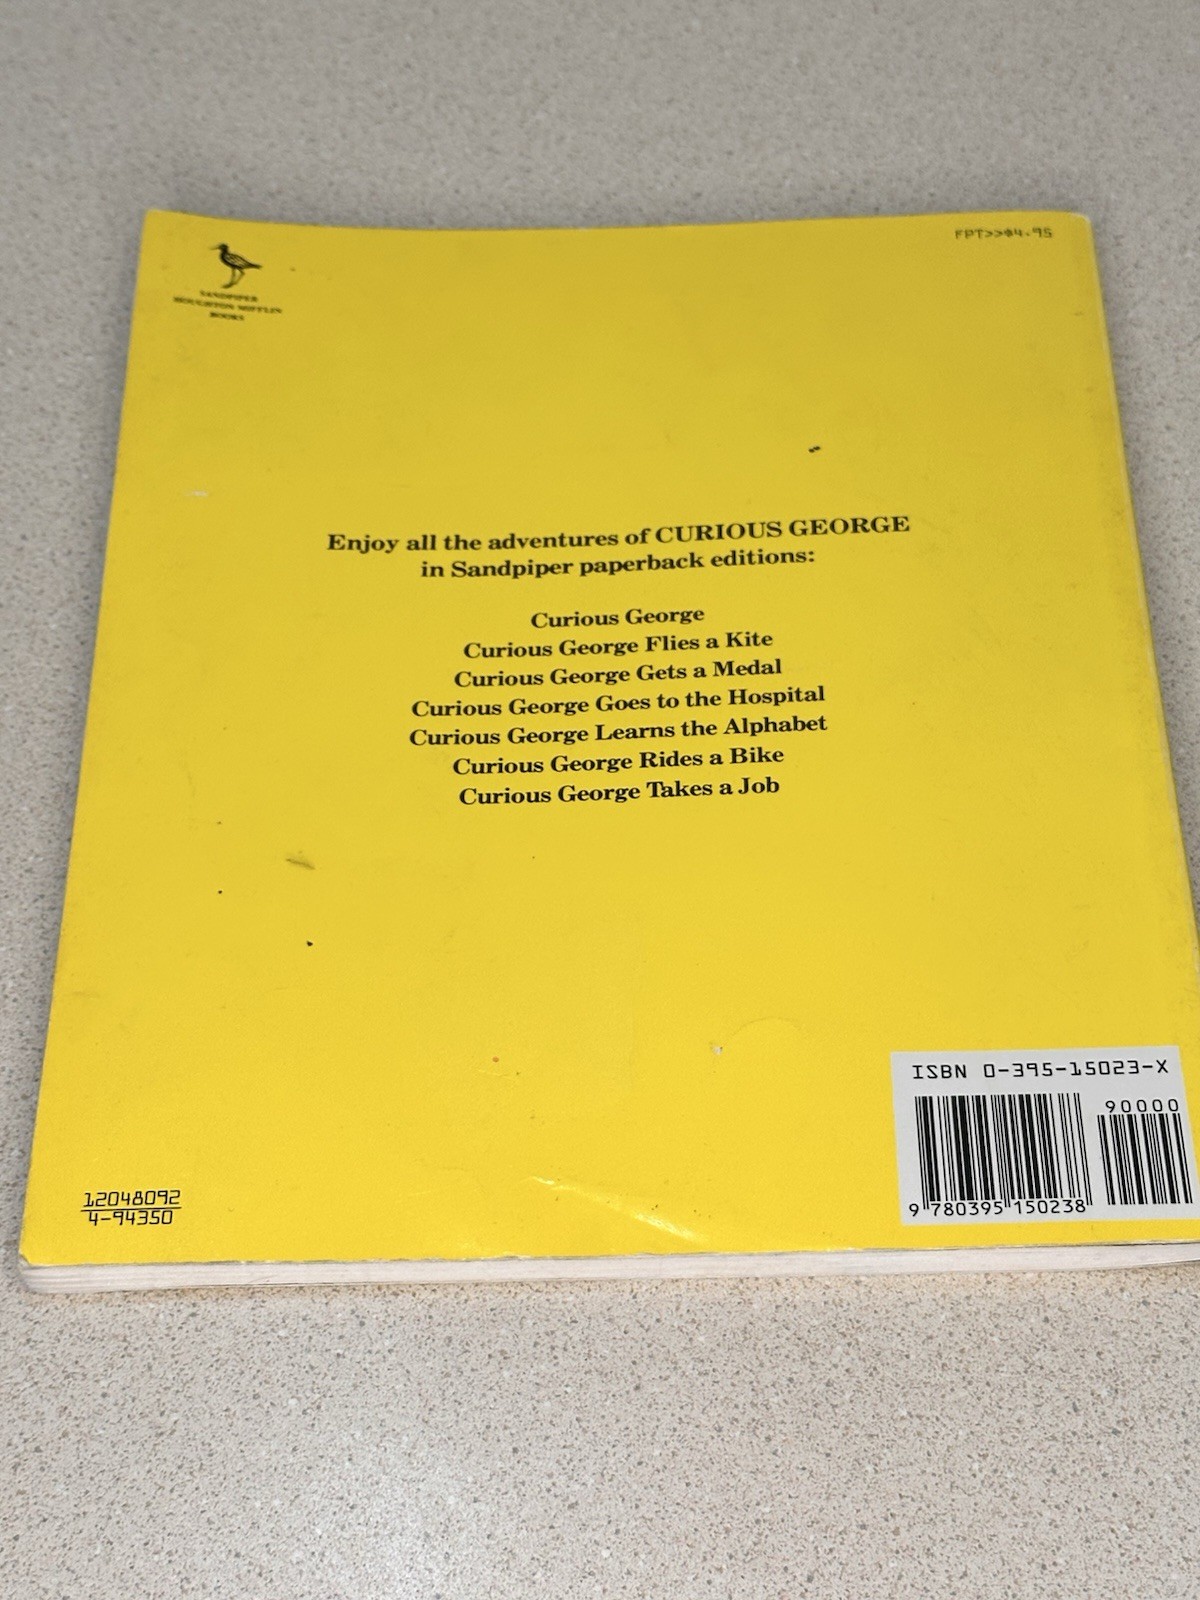 FPT>>$4.95
SANDPIPER
HOUGHTON MIFFLIN
BOOKS
Enjoy all the adventures of CURIOUS GEORGE
in Sandpiper paperback editions:
Curious George
Curious George Flies a Kite
Curious George Gets a Medal
Curious George Goes to the Hospital
Curious George Learns the Alphabet
Curious George Rides a Bike
Curious George Takes a Job
ISBN 0-395-15023-X
90000
9 780395 150238
12048092
4-94350